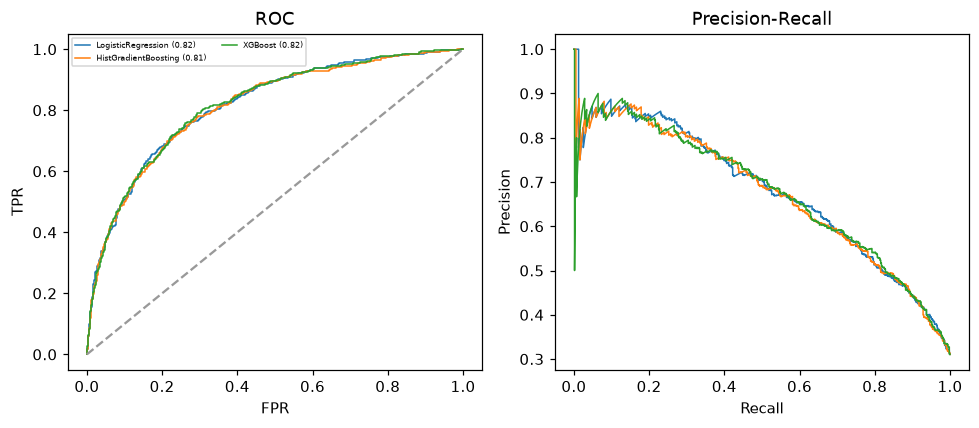 ROC
LogisticRegression (0.82)
HistGradientBoosting (0.81)
XGBoost (0.82)
1.0
0.8
0.6
0.4
0.2
0.0
TPR
0.0 0.2 0.4 0.6 0.8 1.0
FPR
Precision-Recall
1.0
0.9
0.8
0.7
0.6
0.5
0.4
0.3
Precision
0.0 0.2 0.4 0.6 0.8 1.0
Recall